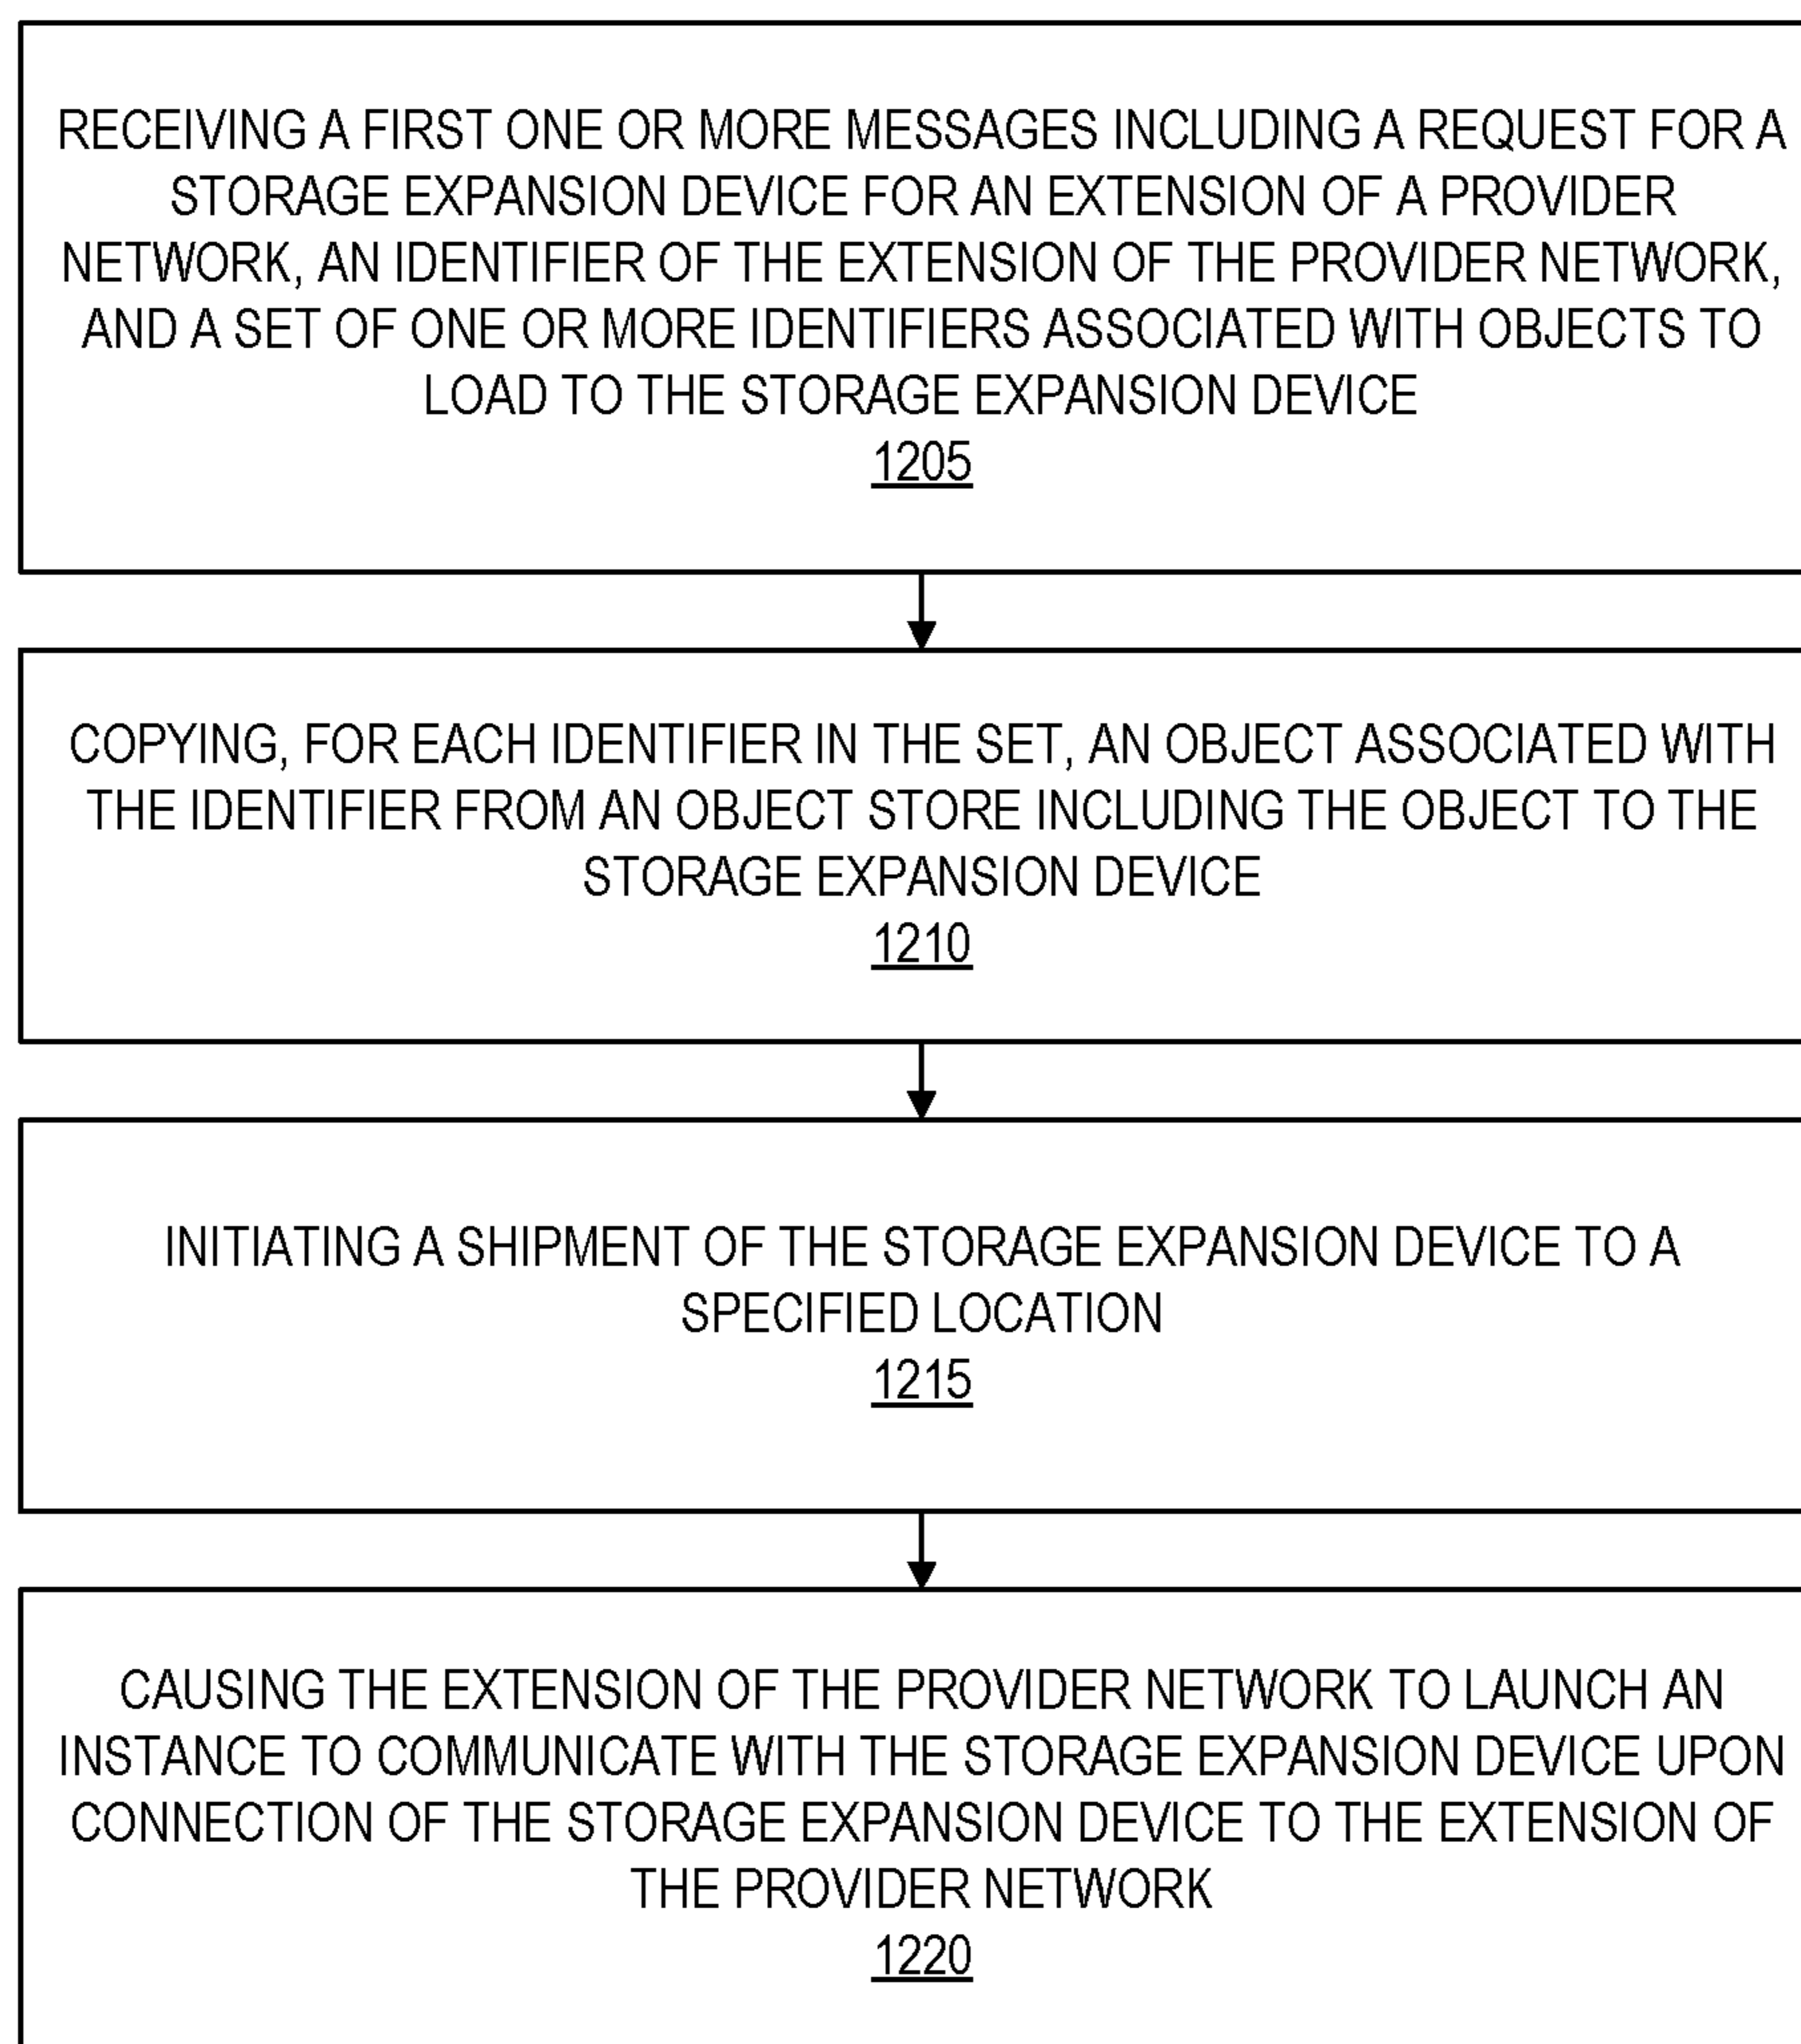 RECEIVING A FIRST ONE OR MORE MESSAGES INCLUDING A REQUEST FOR A
STORAGE EXPANSION DEVICE FOR AN EXTENSION OF A PROVIDER
NETWORK, AN IDENTIFIER OF THE EXTENSION OF THE PROVIDER NETWORK,
AND A SET OF ONE OR MORE IDENTIFIERS ASSOCIATED WITH OBJECTS TO
LOAD TO THE STORAGE EXPANSION DEVICE
1205
COPYING, FOR EACH IDENTIFIER IN THE SET, AN OBJECT ASSOCIATED WITH
THE IDENTIFIER FROM AN OBJECT STORE INCLUDING THE OBJECT TO THE
STORAGE EXPANSION DEVICE
1210
INITIATING A SHIPMENT OF THE STORAGE EXPANSION DEVICE TO A
SPECIFIED LOCATION
1215
CAUSING THE EXTENSION OF THE PROVIDER NETWORK TO LAUNCH AN
INSTANCE TO COMMUNICATE WITH THE STORAGE EXPANSION DEVICE UPON
CONNECTION OF THE STORAGE EXPANSION DEVICE TO THE EXTENSION OF
THE PROVIDER NETWORK
1220